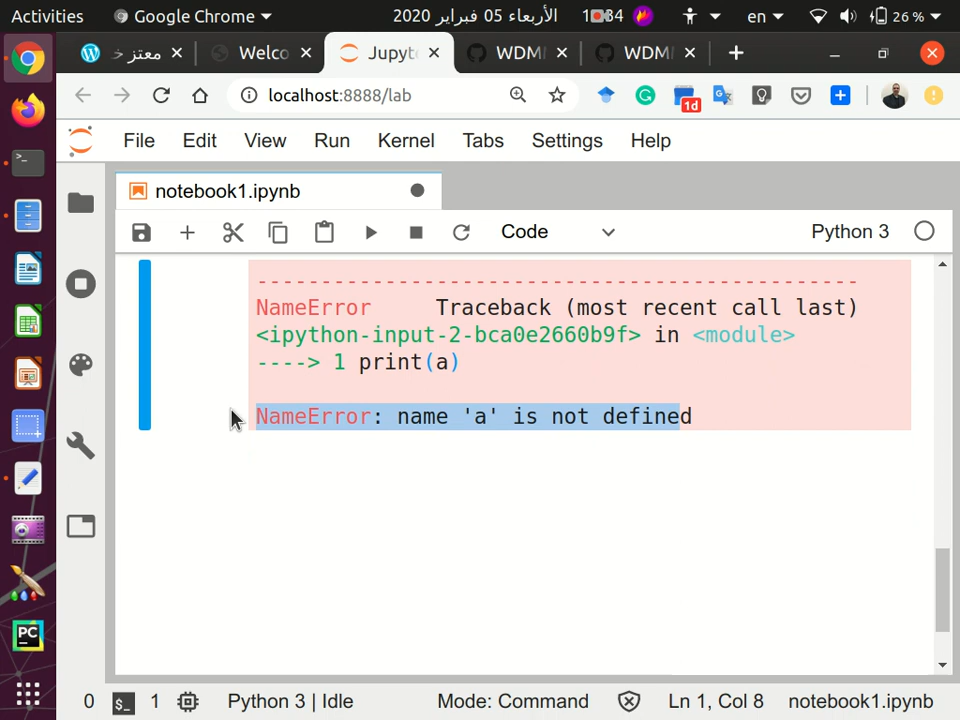 Activities Google Chrome الأربعاء 05 فبراير 2020 en 26 %
معتز Welco Jupyt WDM WDM
localhost:8888/lab 1d
File Edit View Run Kernel Tabs Settings Help
notebook1.ipynb
Code Python 3
---------------------------------------------
NameError Traceback (most recent call last)
<ipython-input-2-bca0e2660b9f> in <module>
----> 1 print(a)
NameError: name 'a' is not defined
PC
0 $_ 1 Python 3 | Idle Mode: Command Ln 1, Col 8 notebook1.ipynb